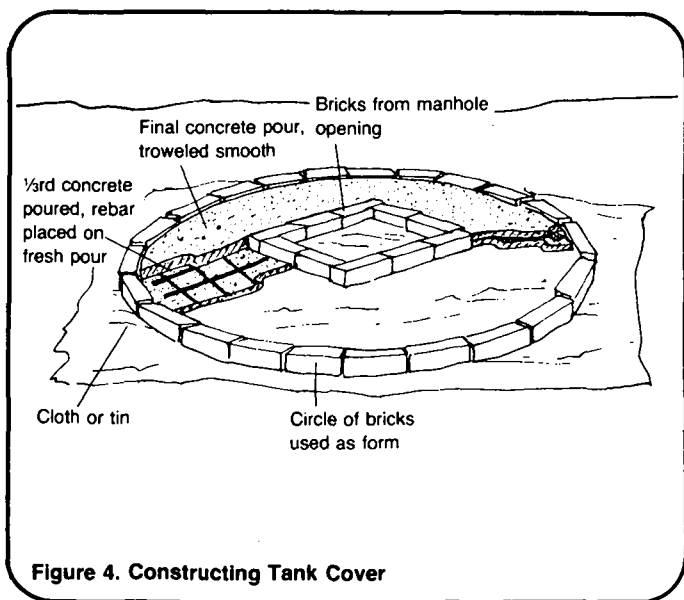 Bricks from manhole
opening
Final concrete pour,
troweled smooth
⅓rd concrete
poured, rebar
placed on
fresh pour
Cloth or tin
Circle of bricks
used as form
Figure 4. Constructing Tank Cover